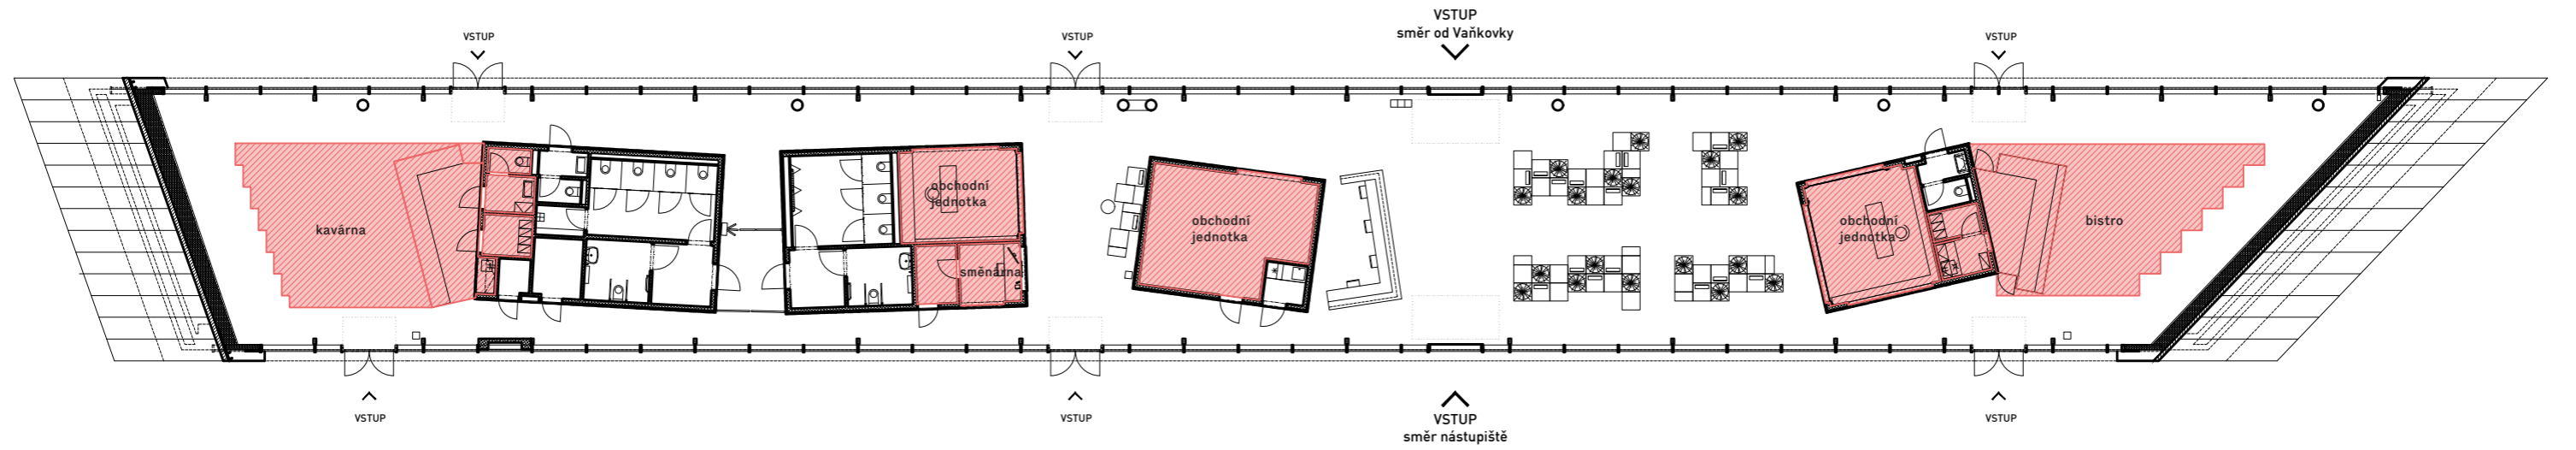 VSTUP
směr od Vaňkovky
VSTUP
VSTUP
VSTUP
kavárna
obchodní
jednotka
směnárna
obchodní
jednotka
obchodní
jednotka
bistro
VSTUP
VSTUP
VSTUP
směr nástupiště
VSTUP